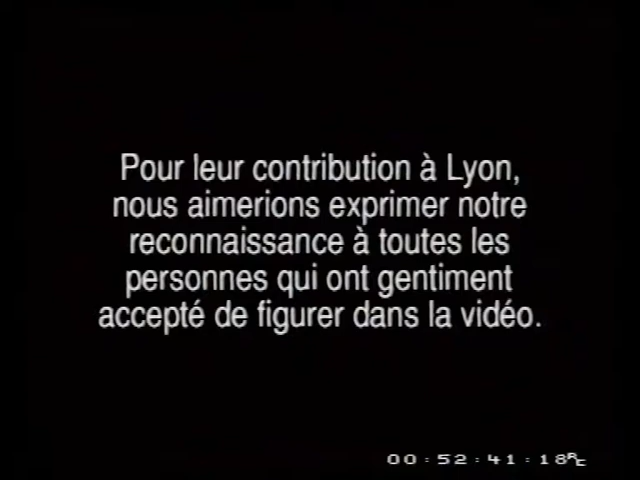 Pour leur contribution à Lyon,
nous aimerions exprimer notre
reconnaissance à toutes les
personnes qui ont gentiment
accepté de figurer dans la vidéo.
00:52:41:18